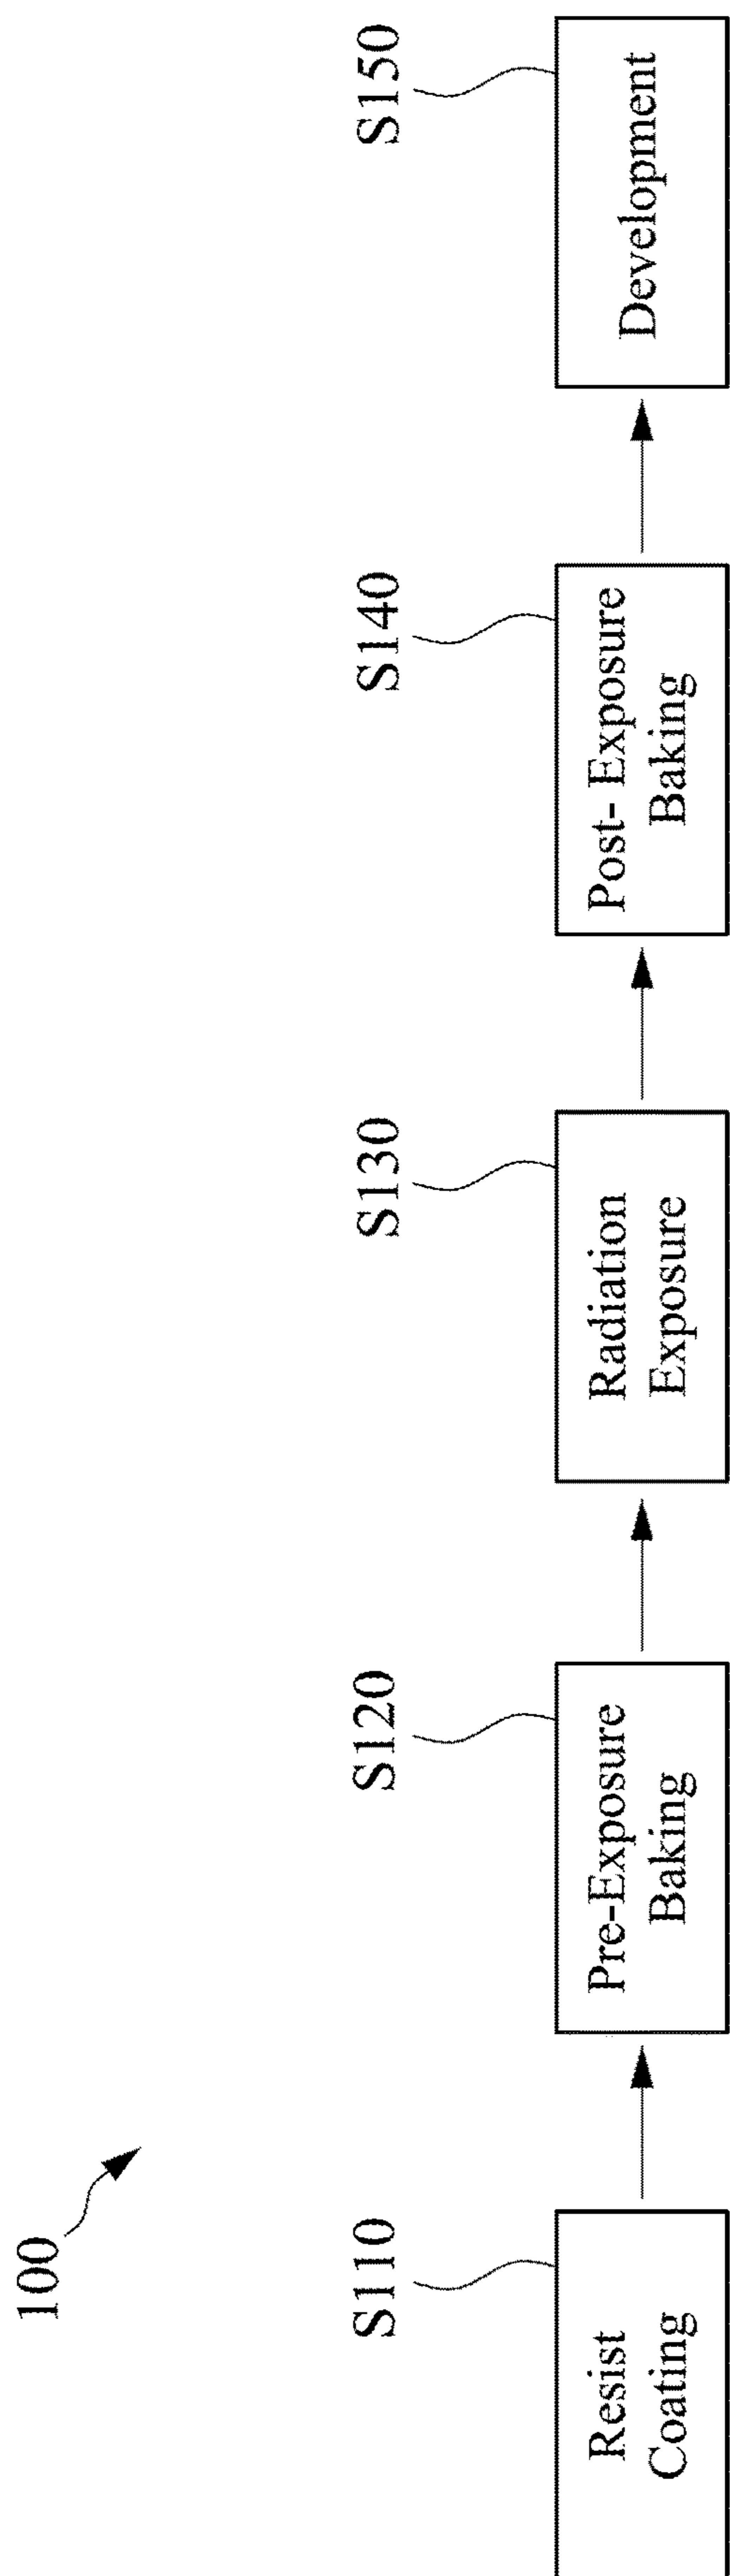 100
S110
Resist
Coating
S120
Pre-Exposure
Baking
S130
Radiation
Exposure
S140
Post- Exposure
Baking
S150
Development